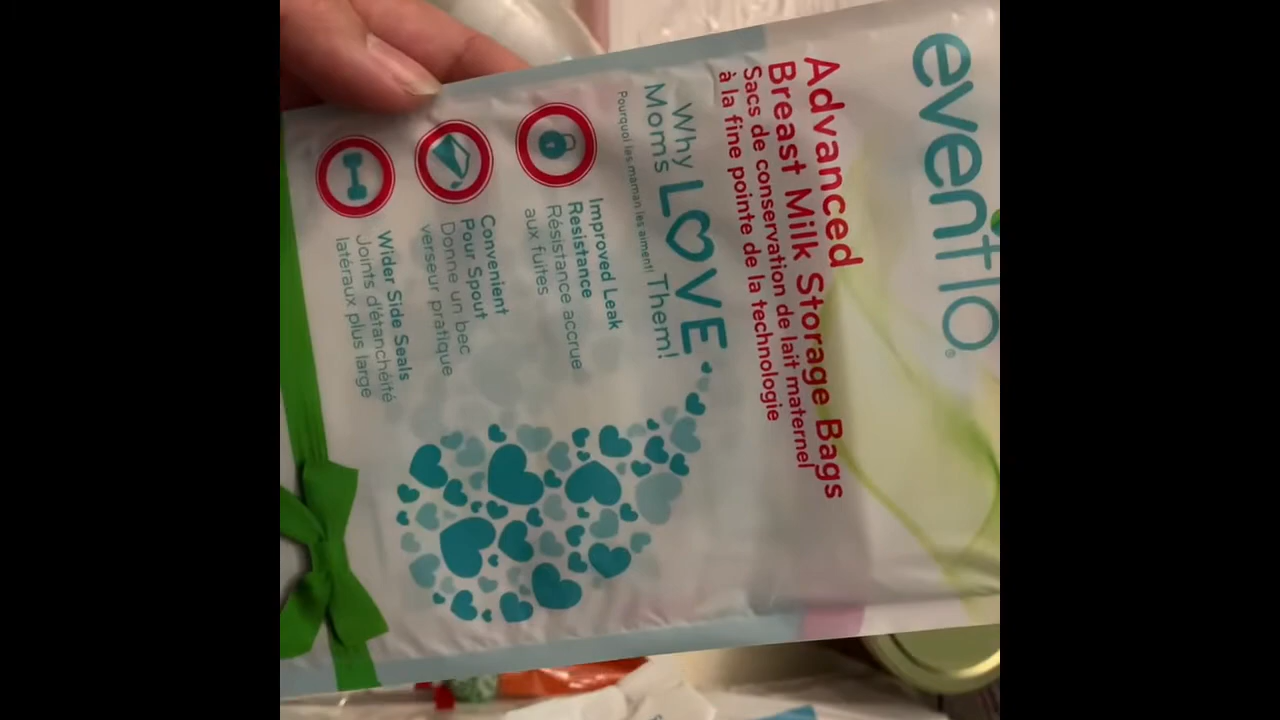 evenflo®
Advanced
Breast Milk Storage Bags
Sacs de conservation de lait maternel
à la fine pointe de la technologie
Why
Moms LOVE Them!
Pourquoi les maman les aiment!
Improved Leak
Resistance
Résistance accrue
aux fuites
Convenient
Pour Spout
Donne un bec
verseur pratique
Wider Side Seals
Joints d'étanchéité
latéraux plus large